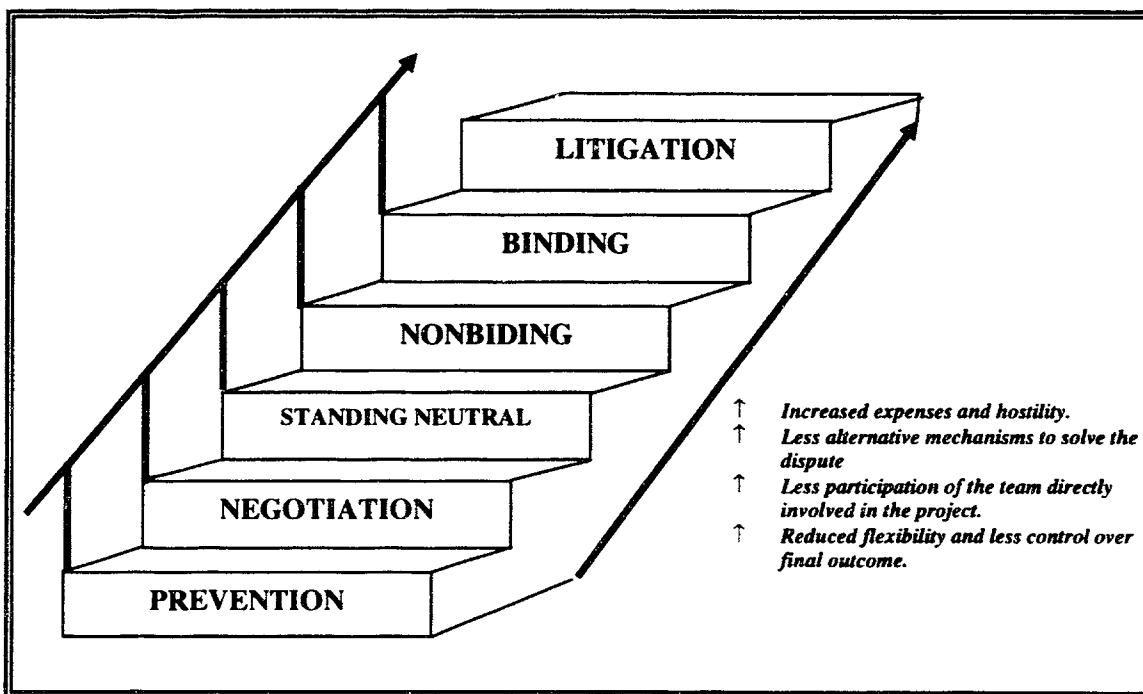 LITIGATION
BINDING
NONBIDING
STANDING NEUTRAL
NEGOTIATION
PREVENTION
↑ Increased expenses and hostility.
↑ Less alternative mechanisms to solve the
dispute
↑ Less participation of the team directly
involved in the project.
↑ Reduced flexibility and less control over
final outcome.